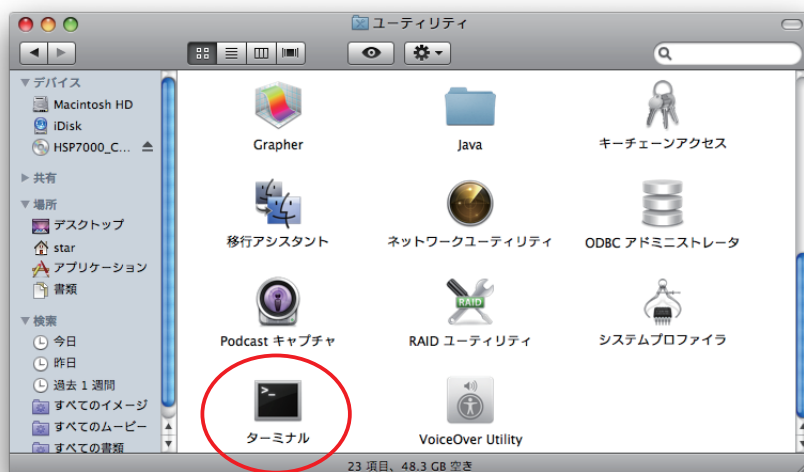 ユーティリティ
デバイス
Macintosh HD
iDisk
HSP7000_C...
共有
場所
デスクトップ
star
アプリケーション
書類
検索
今日
昨日
過去 1 週間
すべてのイメージ
すべてのムービー
すべての書類
Grapher
Java
キーチェーンアクセス
移行アシスタント
ネットワークユーティリティ
ODBC アドミニストレータ
Podcast キャプチャ
RAID
RAID ユーティリティ
システムプロファイラ
>_
ターミナル
VoiceOver Utility
23 項目、48.3 GB 空き